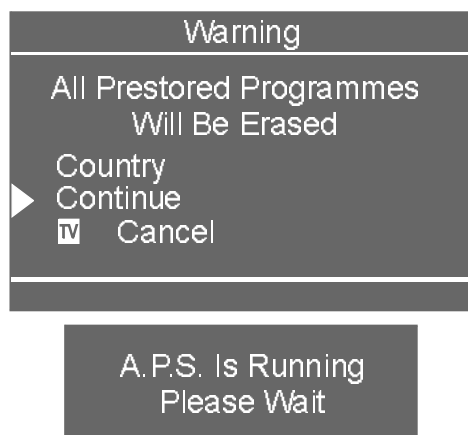 Warning
All Prestored Programmes
Will Be Erased
Country
Continue
TV Cancel
A.P.S. Is Running
Please Wait